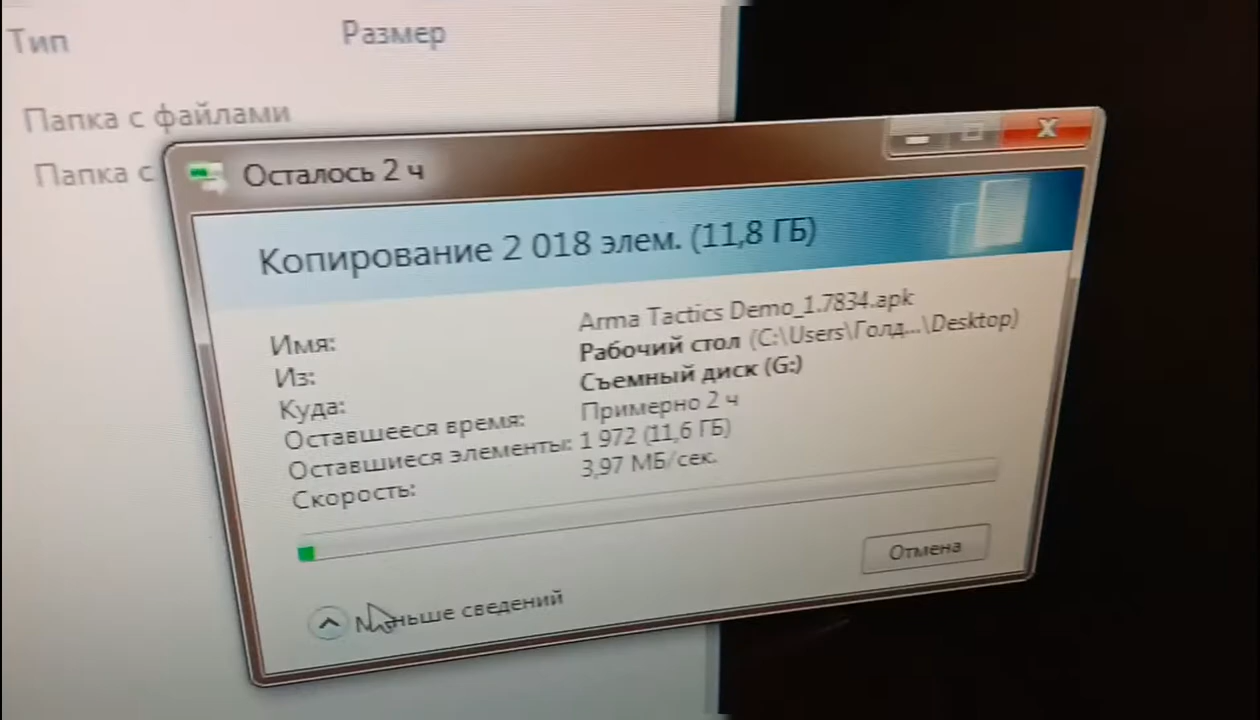 Тип
Размер
Папка с файлами
Папка с
Осталось 2 ч
Копирование 2 018 элем. (11,8 ГБ)
Имя: Arma Tactics Demo_1.7834.apk
Из: Рабочий стол (C:\Users\Голд...\Desktop)
Куда: Съемный диск (G:)
Оставшееся время: Примерно 2 ч
Оставшиеся элементы: 1 972 (11,6 ГБ)
Скорость: 3,97 МБ/сек.
Отмена
Меньше сведений